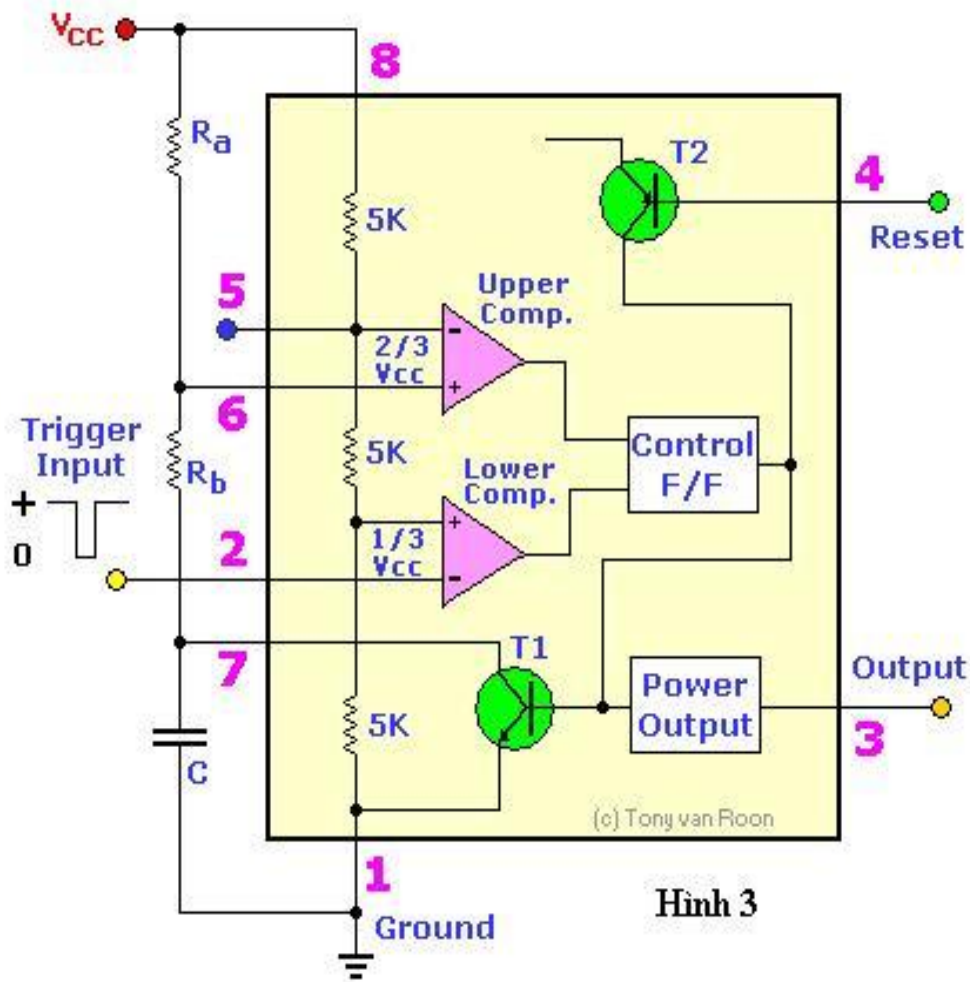 VCC
8
Ra
T2
4
5K
Reset
5
Upper
Comp.
2/3
Vcc
6
Trigger
Input
Rb
5K
Control
F/F
Lower
Comp.
+
0
2
1/3
Vcc
7
T1
Output
C
5K
Power
Output
3
(c) Tony van Roon
1
Ground
Hình 3